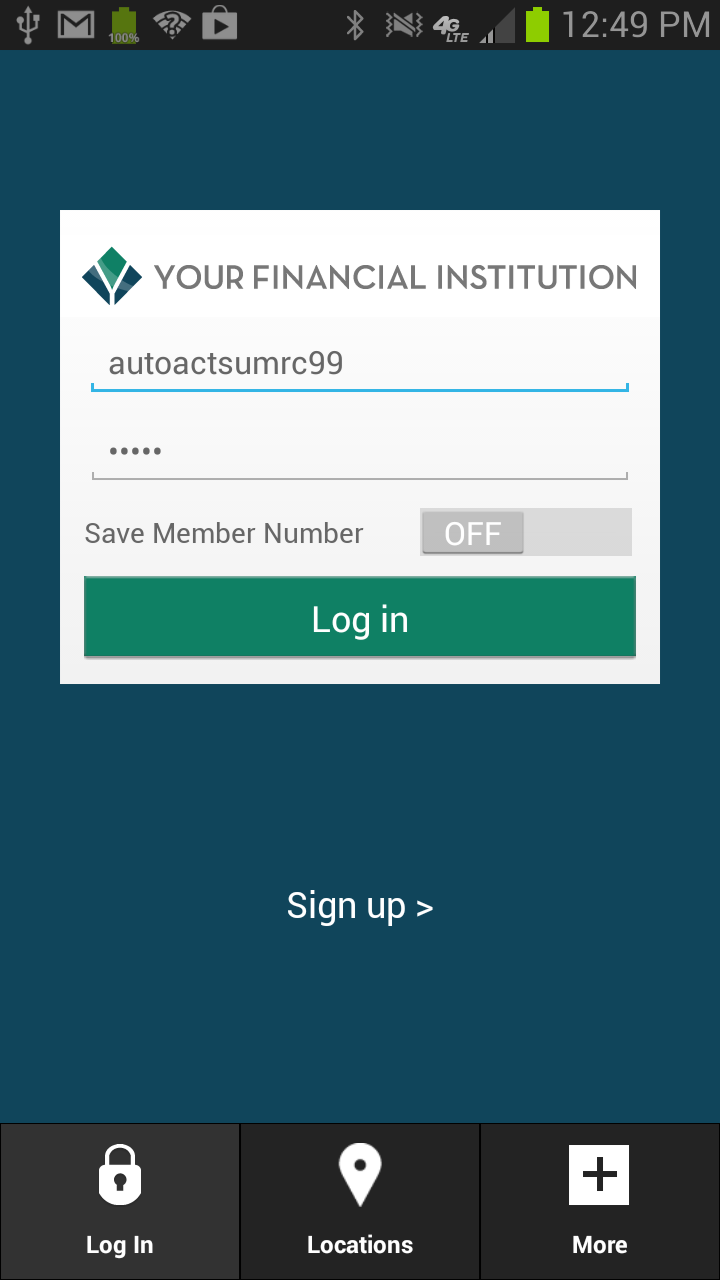 100% 4G LTE 12:49 PM
YOUR FINANCIAL INSTITUTION
autoactsumrc99
•••••
Save Member Number OFF
Log in
Sign up >
Log In Locations More